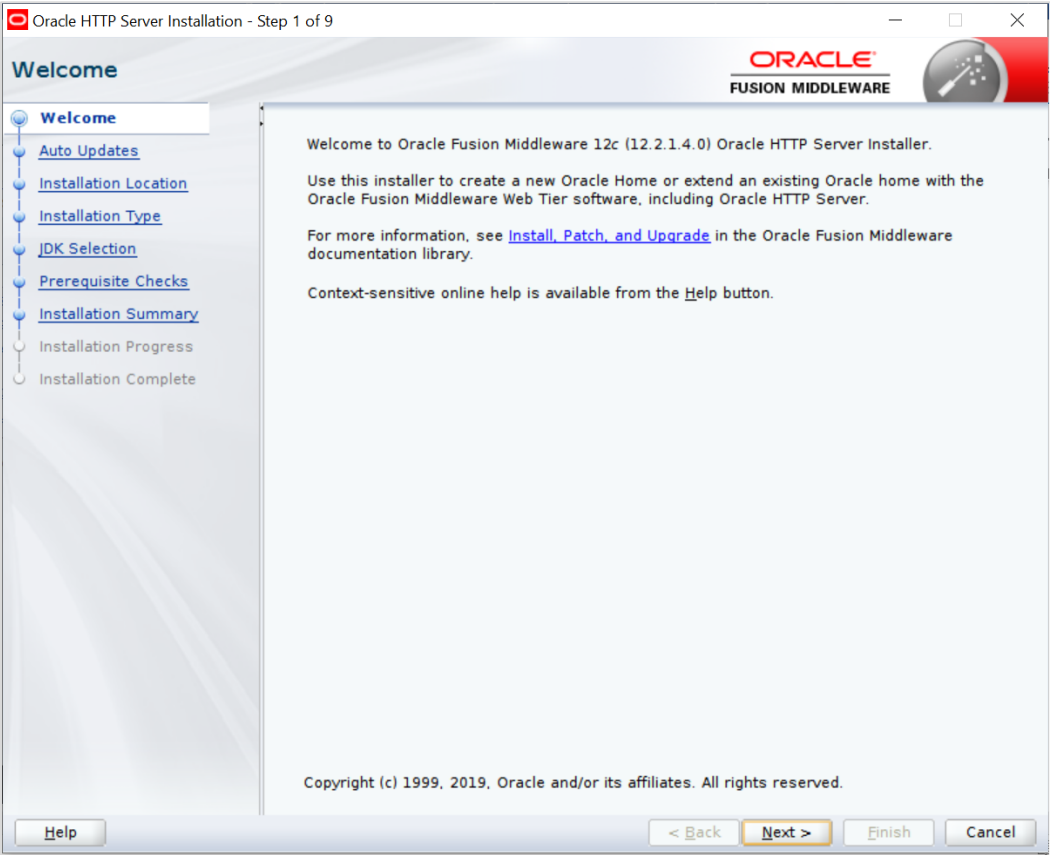 Oracle HTTP Server Installation - Step 1 of 9
Welcome
ORACLE
FUSION MIDDLEWARE
Welcome
Auto Updates
Installation Location
Installation Type
JDK Selection
Prerequisite Checks
Installation Summary
Installation Progress
Installation Complete
Welcome to Oracle Fusion Middleware 12c (12.2.1.4.0) Oracle HTTP Server Installer.
Use this installer to create a new Oracle Home or extend an existing Oracle home with the
Oracle Fusion Middleware Web Tier software, including Oracle HTTP Server.
For more information, see Install, Patch, and Upgrade in the Oracle Fusion Middleware
documentation library.
Context-sensitive online help is available from the Help button.
Copyright (c) 1999, 2019, Oracle and/or its affiliates. All rights reserved.
Help
< Back
Next >
Finish
Cancel